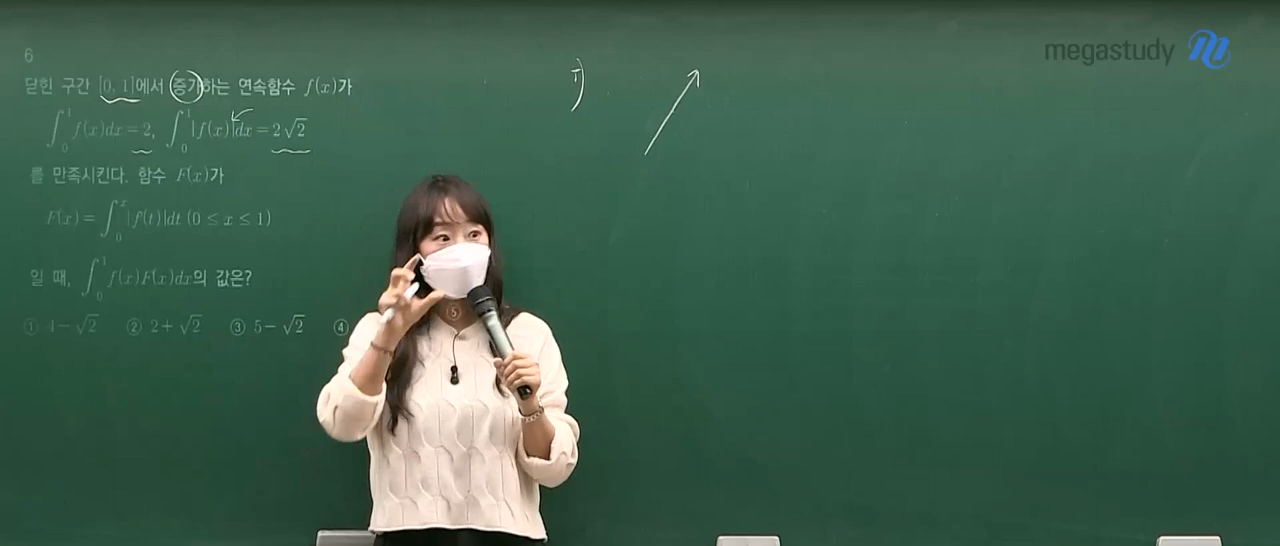 megastudy
6
닫힌 구간 [0, 1]에서 증가하는 연속함수 f(x)가
∫₀¹ f(x)dx = 2, ∫₀¹ |f(x)|dx = 2√2
를 만족시킨다. 함수 F(x)가
F(x) = ∫₀ˣ |f(t)|dt (0 ≤ x ≤ 1)
일 때, ∫₀¹ f(x)F(x)dx의 값은?
① 4−√2 ② 2+√2 ③ 5−√2 ④ ⑤